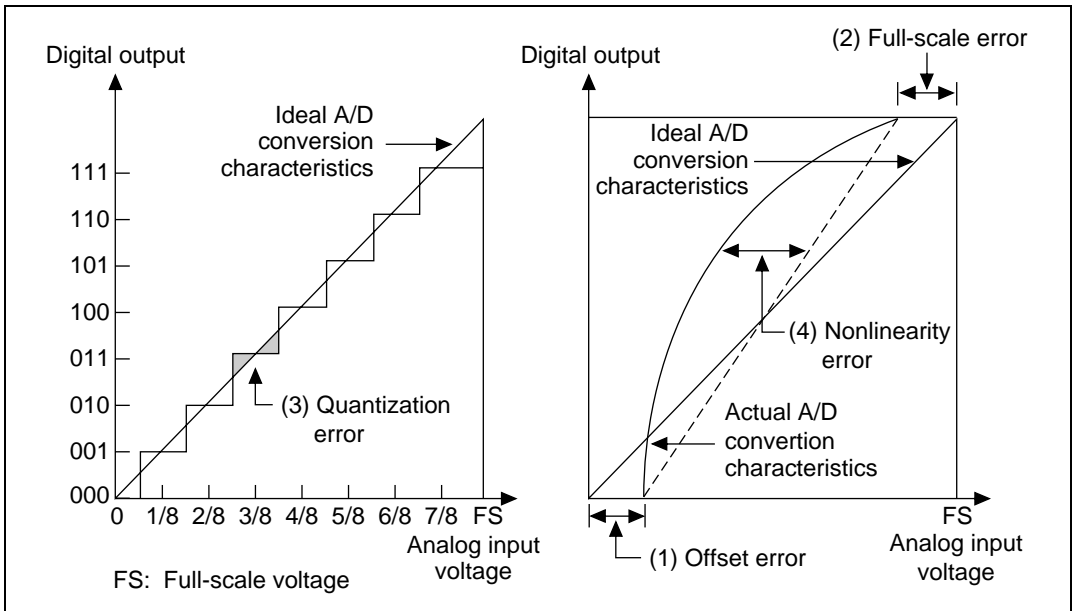 Digital output
Ideal A/D
conversion
characteristics
111
110
101
100
011
010
001
000
(3) Quantization
error
0
1/8
2/8
3/8
4/8
5/8
6/8
7/8
FS
Analog input
voltage
FS: Full-scale voltage
(2) Full-scale error
Digital output
Ideal A/D
conversion
characteristics
(4) Nonlinearity
error
Actual A/D
convertion
characteristics
FS
Analog input
voltage
(1) Offset error